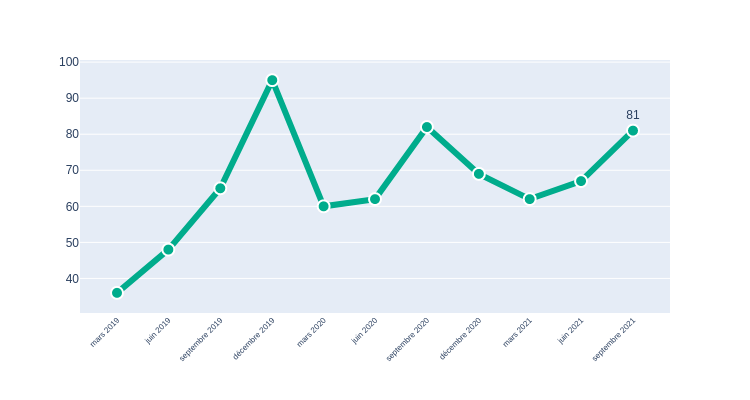 100
90
80
70
60
50
40
81
mars 2019
juin 2019
septembre 2019
décembre 2019
mars 2020
juin 2020
septembre 2020
décembre 2020
mars 2021
juin 2021
septembre 2021